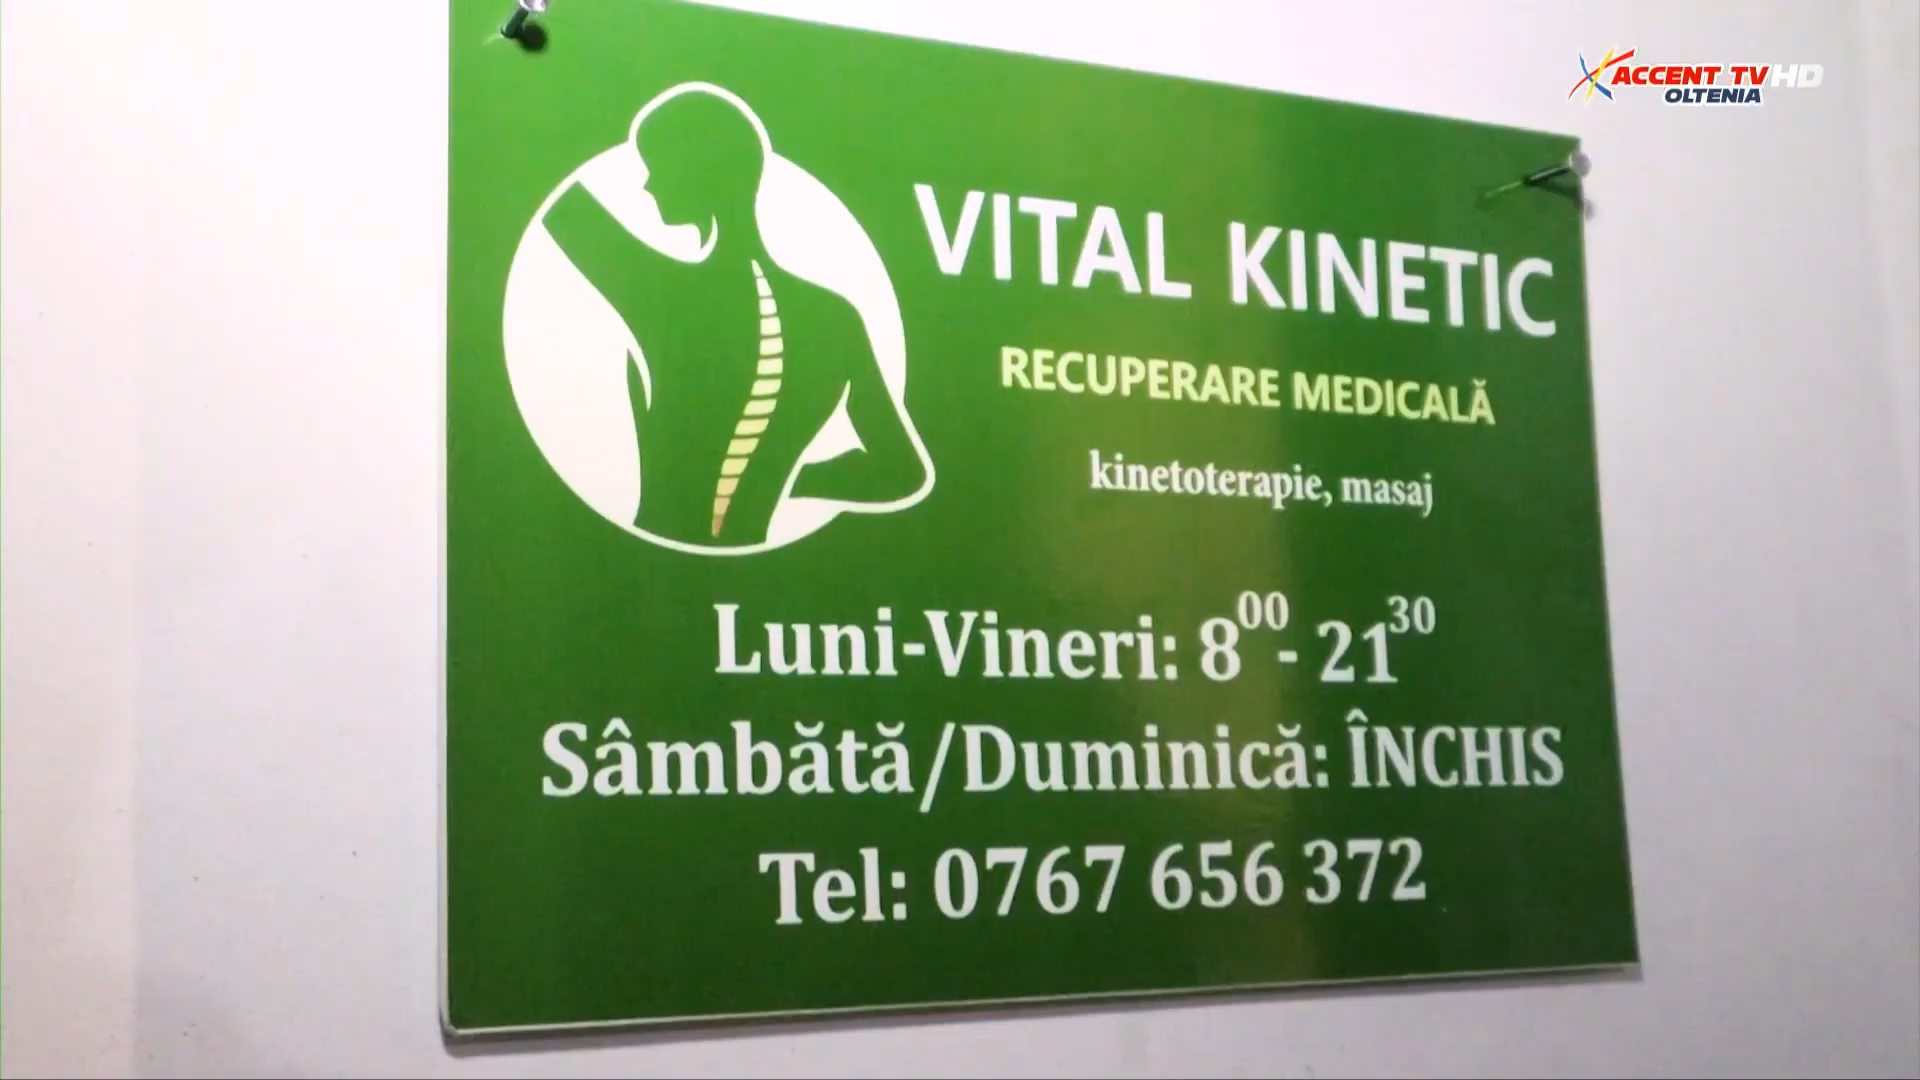 ACCENT TV HD
OLTENIA
VITAL KINETIC
RECUPERARE MEDICALĂ
kinetoterapie, masaj
Luni-Vineri: 8⁰⁰- 21³⁰
Sâmbătă/Duminică: ÎNCHIS
Tel: 0767 656 372